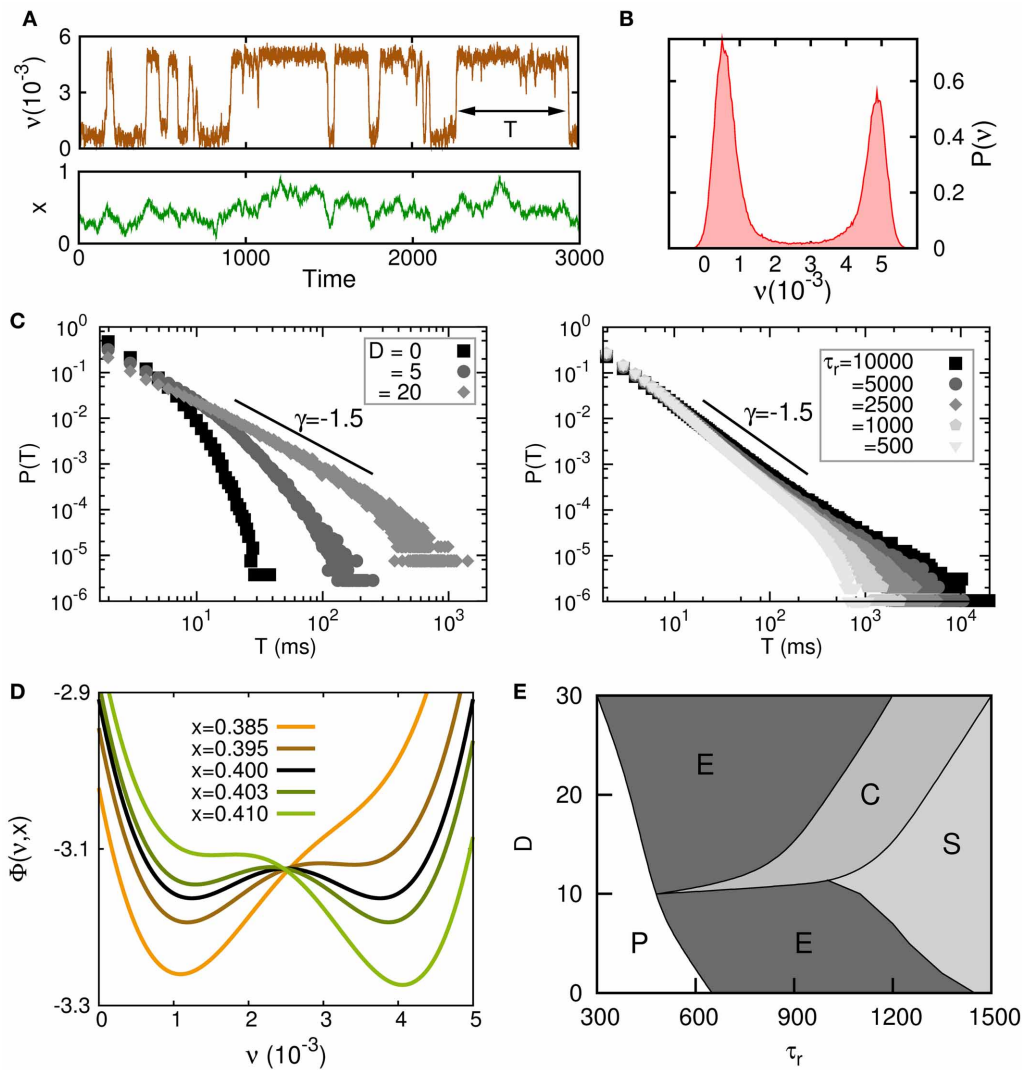 A
ν(10⁻³)
6
3
0
T
x
1
0
0
1000
2000
3000
Time
B
0.6
0.4
0.2
0
P(ν)
0
1
2
3
4
5
ν(10⁻³)
C
P(T)
10⁰
10⁻¹
10⁻²
10⁻³
10⁻⁴
10⁻⁵
10⁻⁶
D = 0
= 5
= 20
γ=-1.5
10¹
10²
10³
T (ms)
P(T)
10⁰
10⁻¹
10⁻²
10⁻³
10⁻⁴
10⁻⁵
10⁻⁶
τᵣ=10000
=5000
=2500
=1000
=500
γ=-1.5
10¹
10²
10³
10⁴
T (ms)
D
Φ(ν,x)
-2.9
-3.1
-3.3
x=0.385
x=0.395
x=0.400
x=0.403
x=0.410
0
1
2
3
4
5
ν (10⁻³)
E
D
30
20
10
0
E
C
S
P
E
300
600
900
1200
1500
τᵣ